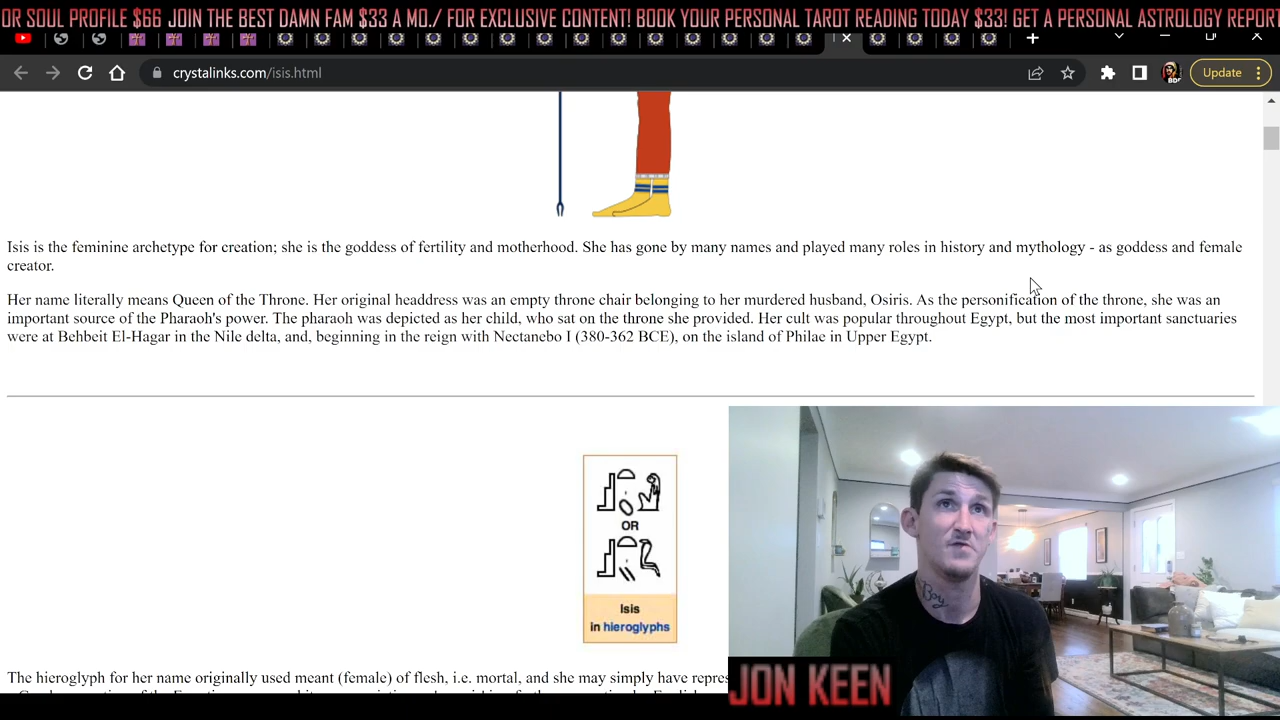 OR SOUL PROFILE $66 JOIN THE BEST DAMN FAM $33 A MO./ FOR EXCLUSIVE CONTENT! BOOK YOUR PERSONAL TAROT READING TODAY $33! GET A PERSONAL ASTROLOGY REPORT
crystalinks.com/isis.html
Update
Isis is the feminine archetype for creation; she is the goddess of fertility and motherhood. She has gone by many names and played many roles in history and mythology - as goddess and female
creator.
Her name literally means Queen of the Throne. Her original headdress was an empty throne chair belonging to her murdered husband, Osiris. As the personification of the throne, she was an
important source of the Pharaoh's power. The pharaoh was depicted as her child, who sat on the throne she provided. Her cult was popular throughout Egypt, but the most important sanctuaries
were at Behbeit El-Hagar in the Nile delta, and, beginning in the reign with Nectanebo I (380-362 BCE), on the island of Philae in Upper Egypt.
OR
Isis
in hieroglyphs
Boy
The hieroglyph for her name originally used meant (female) of flesh, i.e. mortal, and she may simply have repres
JON KEEN